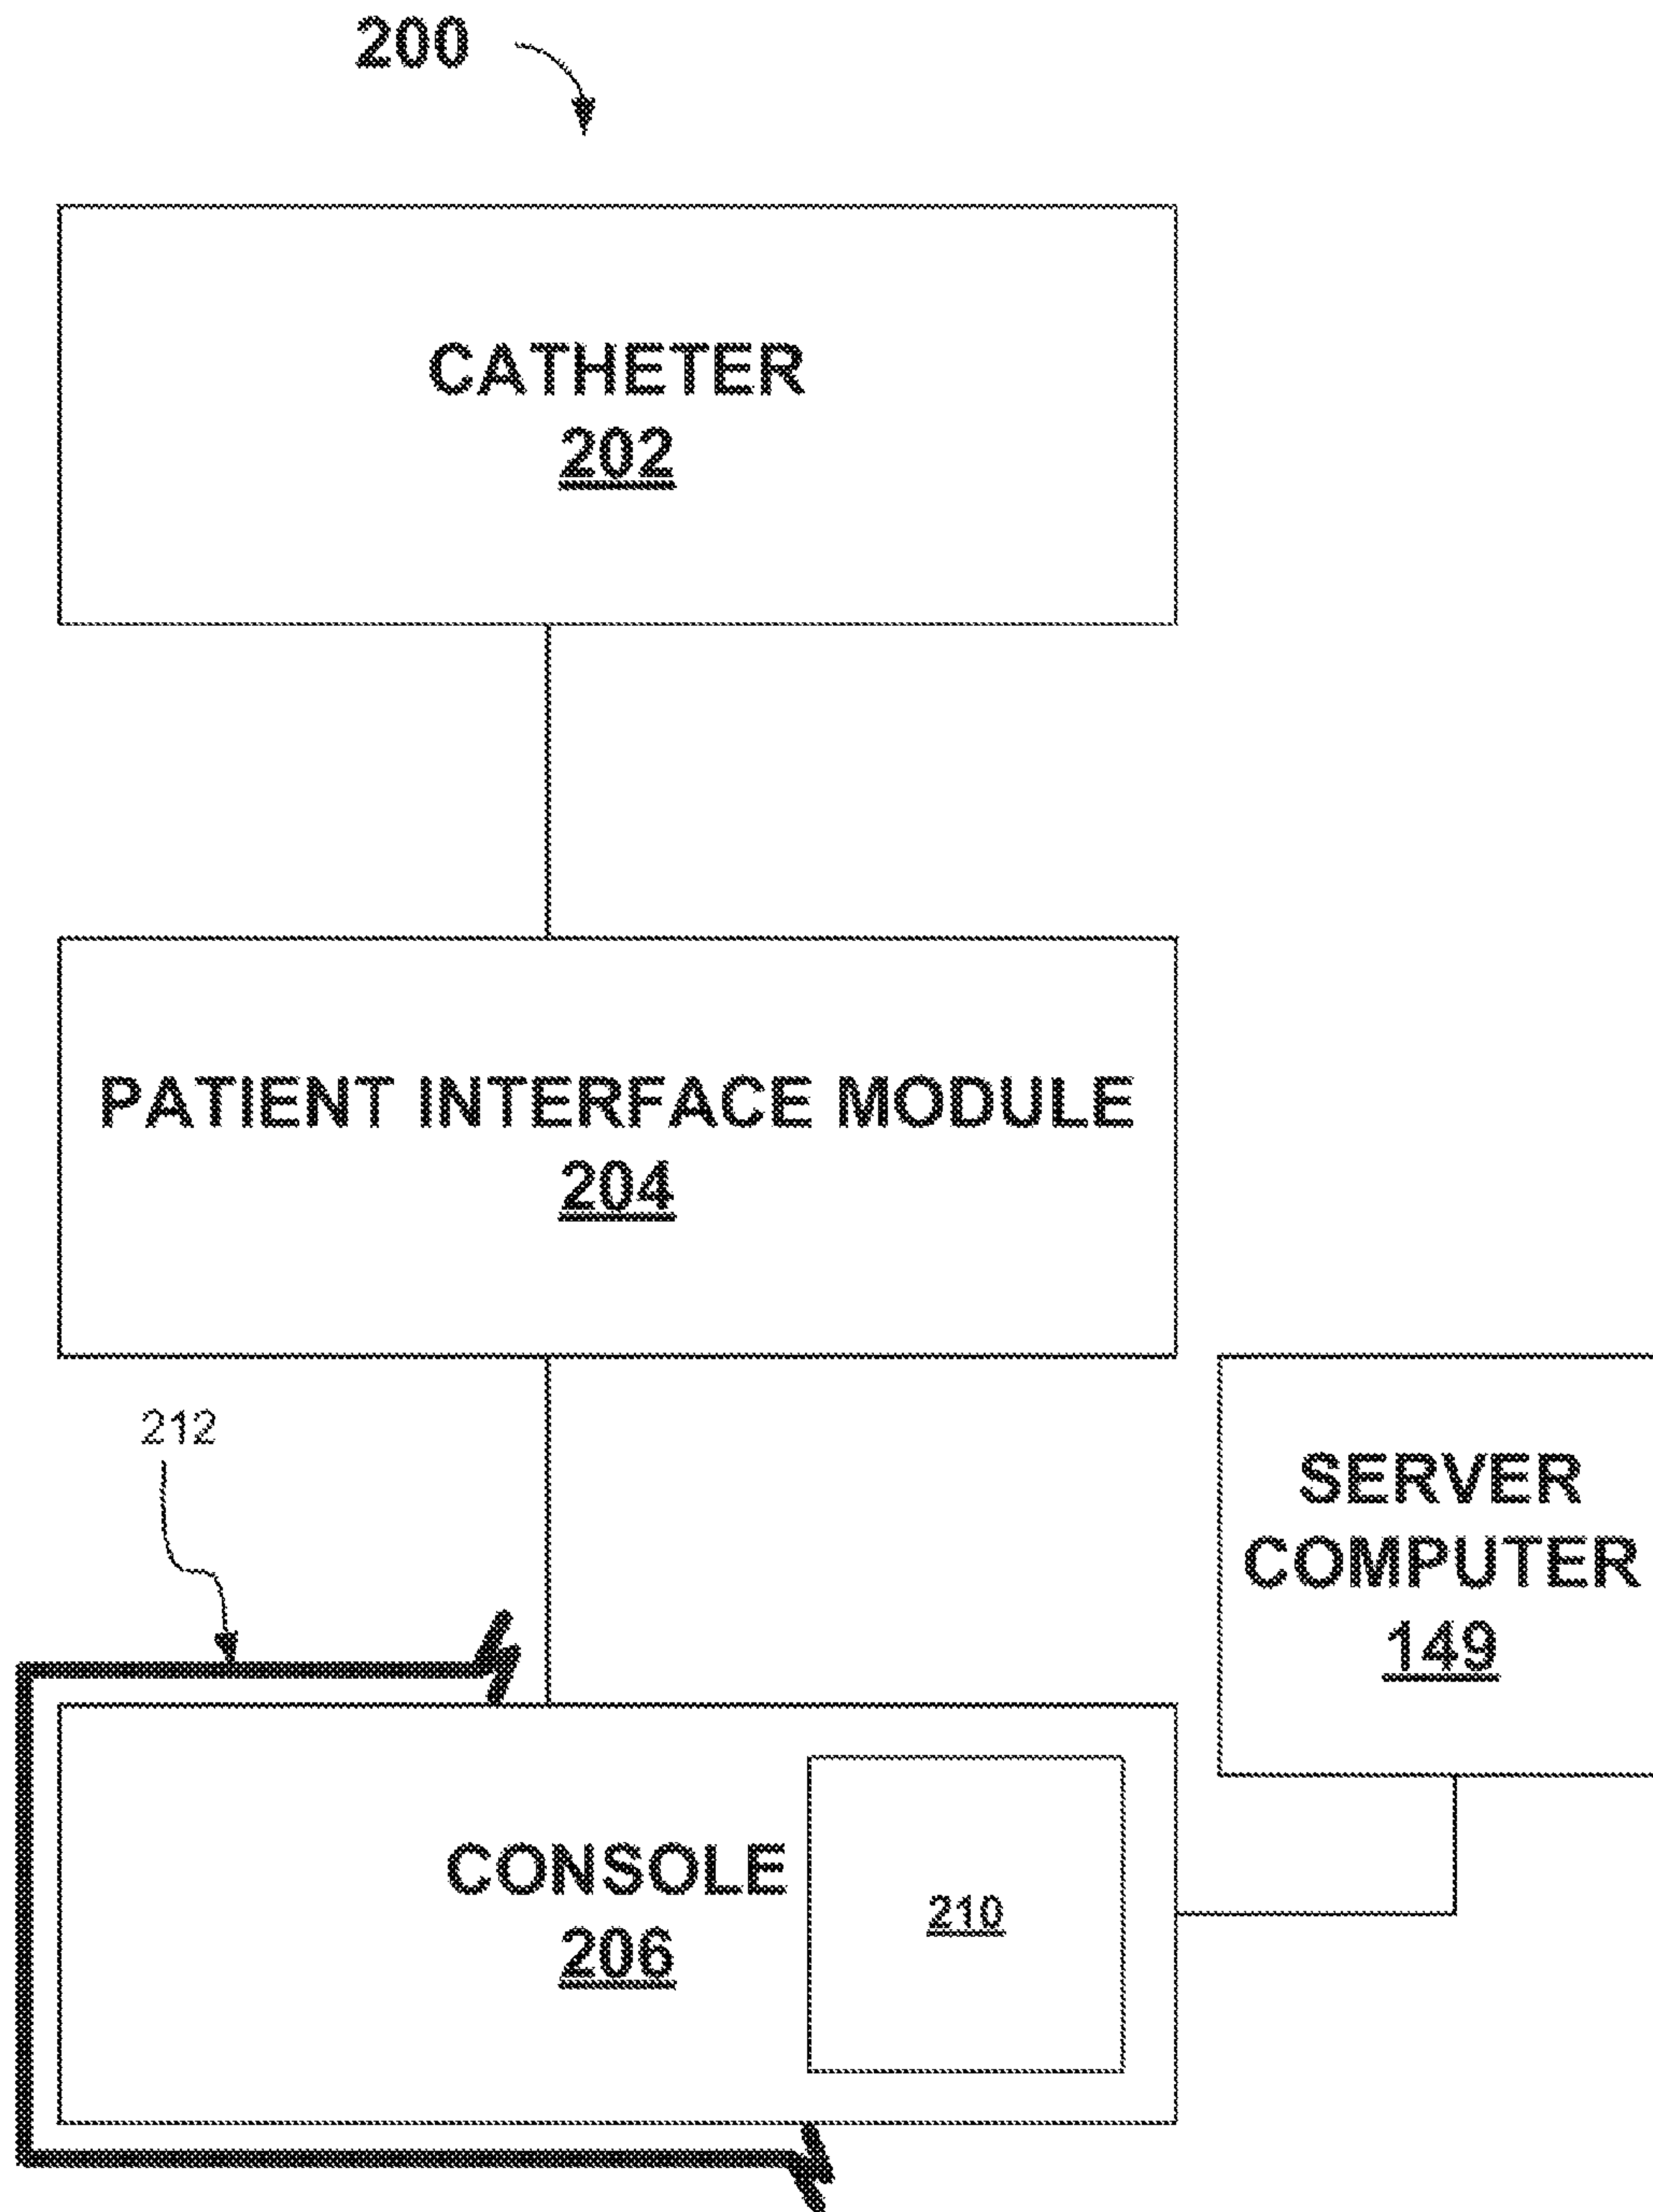 200
CATHETER
202
PATIENT INTERFACE MODULE
204
212
SERVER
COMPUTER
149
CONSOLE
206
210